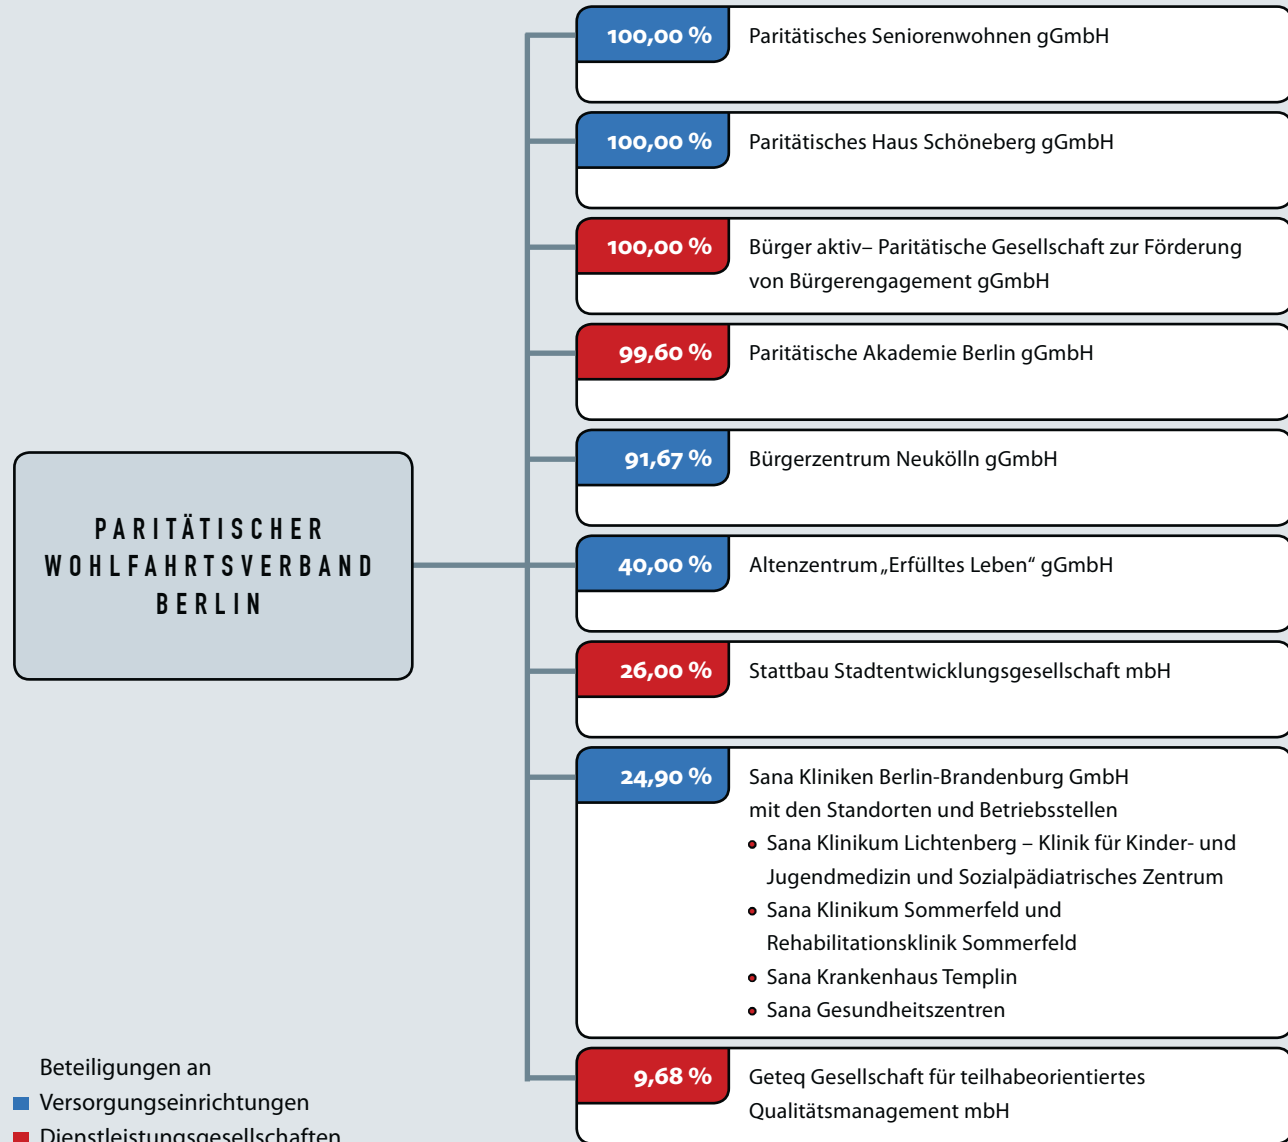 100,00 % Paritätisches Seniorenwohnen gGmbH
100,00 % Paritätisches Haus Schöneberg gGmbH
100,00 % Bürger aktiv– Paritätische Gesellschaft zur Förderung
von Bürgerengagement gGmbH
99,60 % Paritätische Akademie Berlin gGmbH
91,67 % Bürgerzentrum Neukölln gGmbH
PARITÄTISCHER
WOHLFAHRTSVERBAND
BERLIN
40,00 % Altenzentrum „Erfülltes Leben“ gGmbH
26,00 % Stattbau Stadtentwicklungsgesellschaft mbH
24,90 % Sana Kliniken Berlin-Brandenburg GmbH
mit den Standorten und Betriebsstellen
• Sana Klinikum Lichtenberg – Klinik für Kinder- und
Jugendmedizin und Sozialpädiatrisches Zentrum
• Sana Klinikum Sommerfeld und
Rehabilitationsklinik Sommerfeld
• Sana Krankenhaus Templin
• Sana Gesundheitszentren
9,68 % Geteq Gesellschaft für teilhabeorientiertes
Qualitätsmanagement mbH
Beteiligungen an
Versorgungseinrichtungen
Dienstleistungsgesellschaften